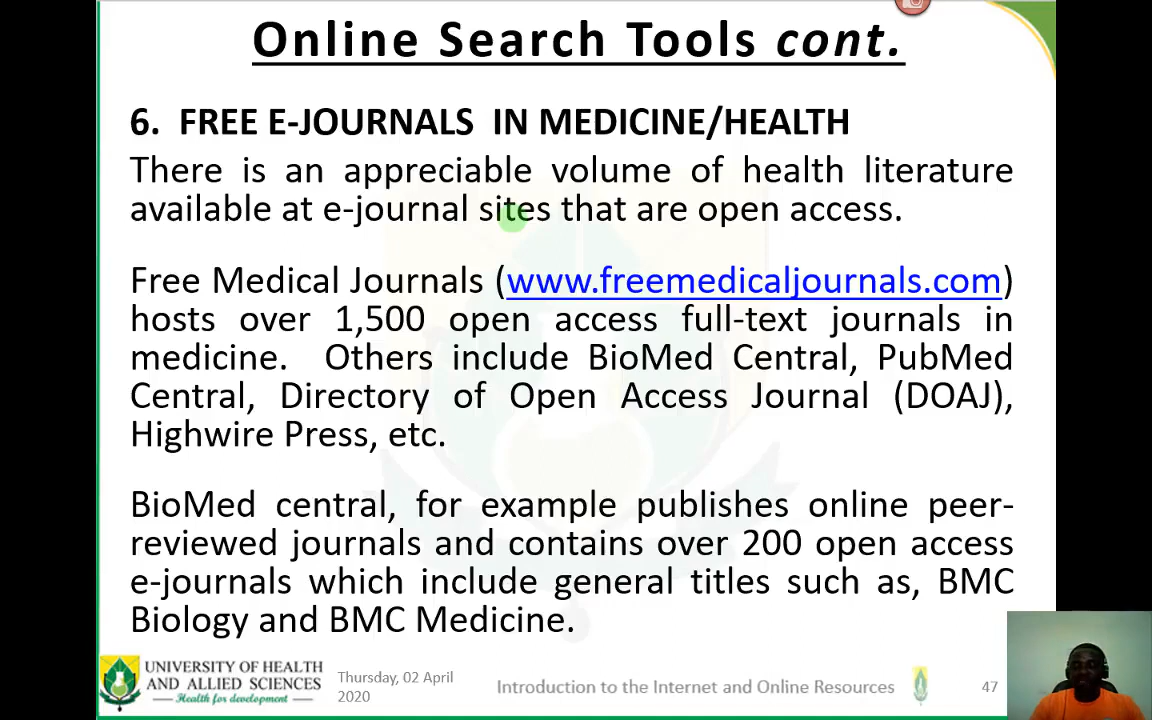 Online Search Tools cont.
6. FREE E-JOURNALS IN MEDICINE/HEALTH
There is an appreciable volume of health literature
available at e-journal sites that are open access.
Free Medical Journals (www.freemedicaljournals.com)
hosts over 1,500 open access full-text journals in
medicine. Others include BioMed Central, PubMed
Central, Directory of Open Access Journal (DOAJ),
Highwire Press, etc.
BioMed central, for example publishes online peer-
reviewed journals and contains over 200 open access
e-journals which include general titles such as, BMC
Biology and BMC Medicine.
UNIVERSITY OF HEALTH
AND ALLIED SCIENCES
Health for development
Thursday, 02 April
2020
Introduction to the Internet and Online Resources
47